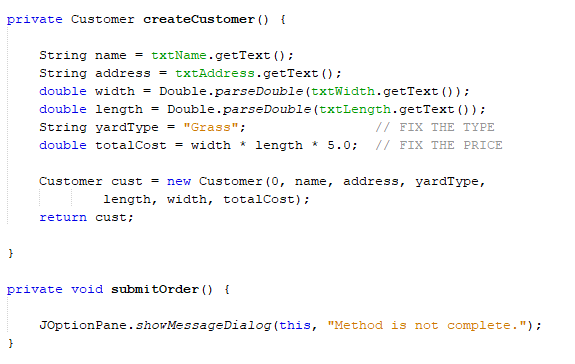 private Customer createCustomer() {
String name = txtName.getText();
String address = txtAddress.getText();
double width = Double.parseDouble(txtWidth.getText());
double length = Double.parseDouble(txtLength.getText());
String yardType = "Grass"; // FIX THE TYPE
double totalCost = width * length * 5.0; // FIX THE PRICE
Customer cust = new Customer(0, name, address, yardType,
length, width, totalCost);
return cust;
}
private void submitOrder() {
JOptionPane.showMessageDialog(this, "Method is not complete.");
}